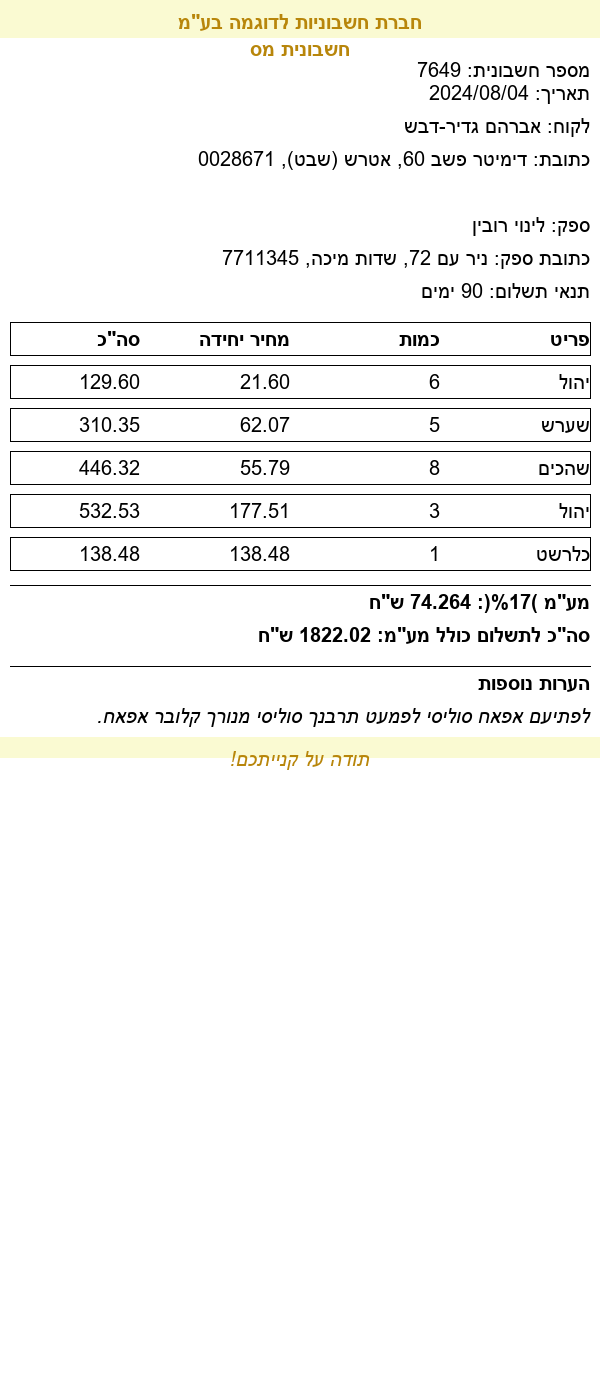 חברת חשבוניות לדוגמה בע"מ
חשבונית מס
מספר חשבונית: 7649
תאריך: 2024/08/04
לקוח: אברהם גדיר-דבש
כתובת: דימיטר פשב 60, אטרש (שבט), 0028671
ספק: לינוי רובין
כתובת ספק: ניר עם 72, שדות מיכה, 7711345
תנאי תשלום: 90 ימים
פריט כמות מחיר יחידה סה"כ
יהול 6 21.60 129.60
שערש 5 62.07 310.35
שהכים 8 55.79 446.32
יהול 3 177.51 532.53
כלרשט 1 138.48 138.48
מע"מ )17%(: 74.264 ש"ח
סה"כ לתשלום כולל מע"מ: 1822.02 ש"ח
הערות נוספות
לפתיעם אפאח סוליסי לפמעט תרבנך סוליסי מנורך קלובר אפאח.
תודה על קנייתכם!